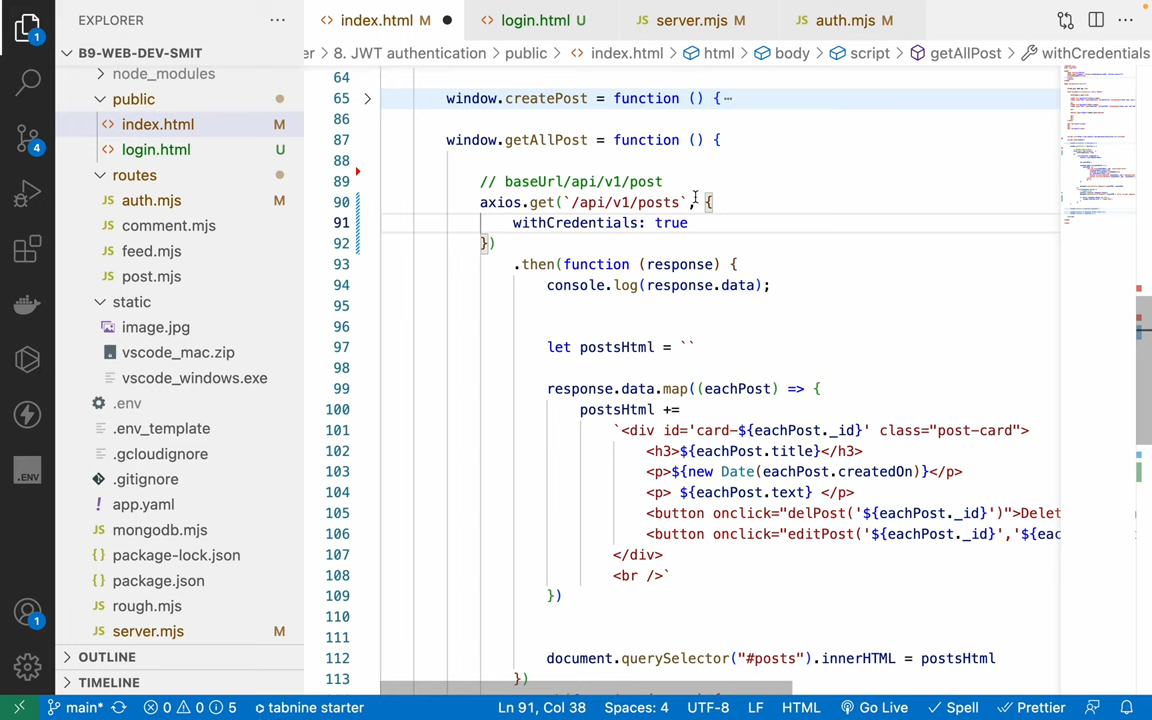 EXPLORER
B9-WEB-DEV-SMIT
node_modules
public
index.html M
login.html U
routes
auth.mjs M
comment.mjs
feed.mjs
post.mjs
static
image.jpg
vscode_mac.zip
vscode_windows.exe
.env
.env_template
.gcloudignore
.gitignore
app.yaml
mongodb.mjs
package-lock.json
package.json
rough.mjs
server.mjs M
OUTLINE
TIMELINE
1
4
.ENV
1
index.html M login.html U server.mjs M auth.mjs M
er > 8. JWT authentication > public > index.html > html > body > script > getAllPost > withCredentials
64
65 window.createPost = function () {…
86
87 window.getAllPost = function () {
88
89 // baseUrl/api/v1/post
90 axios.get(`/api/v1/posts`, {
91 withCredentials: true
92 })
93 .then(function (response) {
94 console.log(response.data);
95
96
97 let postsHtml = ``
98
99 response.data.map((eachPost) => {
100 postsHtml +=
101 `<div id='card-${eachPost._id}' class="post-card">
102 <h3>${eachPost.title}</h3>
103 <p>${new Date(eachPost.createdOn)}</p>
104 <p> ${eachPost.text} </p>
105 <button onclick="delPost('${eachPost._id}')">Delet
106 <button onclick="editPost('${eachPost._id}','${eac
107 </div>
108 <br />`
109 })
110
111
112 document.querySelector("#posts").innerHTML = postsHtml
113 })
main* 0 0 5 tabnine starter Ln 91, Col 38 Spaces: 4 UTF-8 LF HTML Go Live Spell Prettier